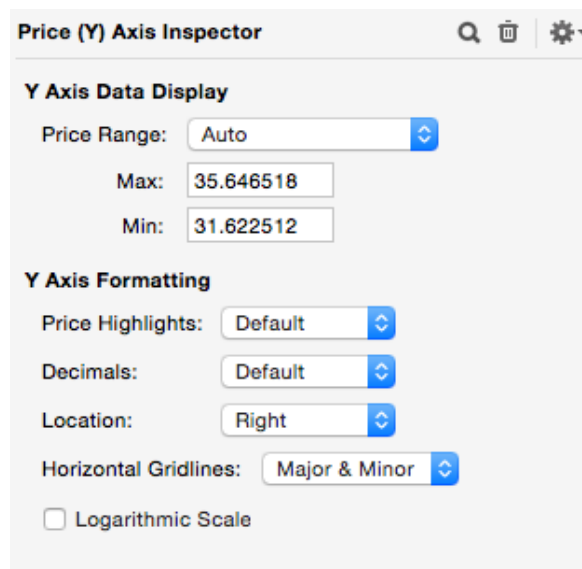 Price (Y) Axis Inspector
Y Axis Data Display
Price Range: Auto
Max: 35.646518
Min: 31.622512
Y Axis Formatting
Price Highlights: Default
Decimals: Default
Location: Right
Horizontal Gridlines: Major & Minor
Logarithmic Scale